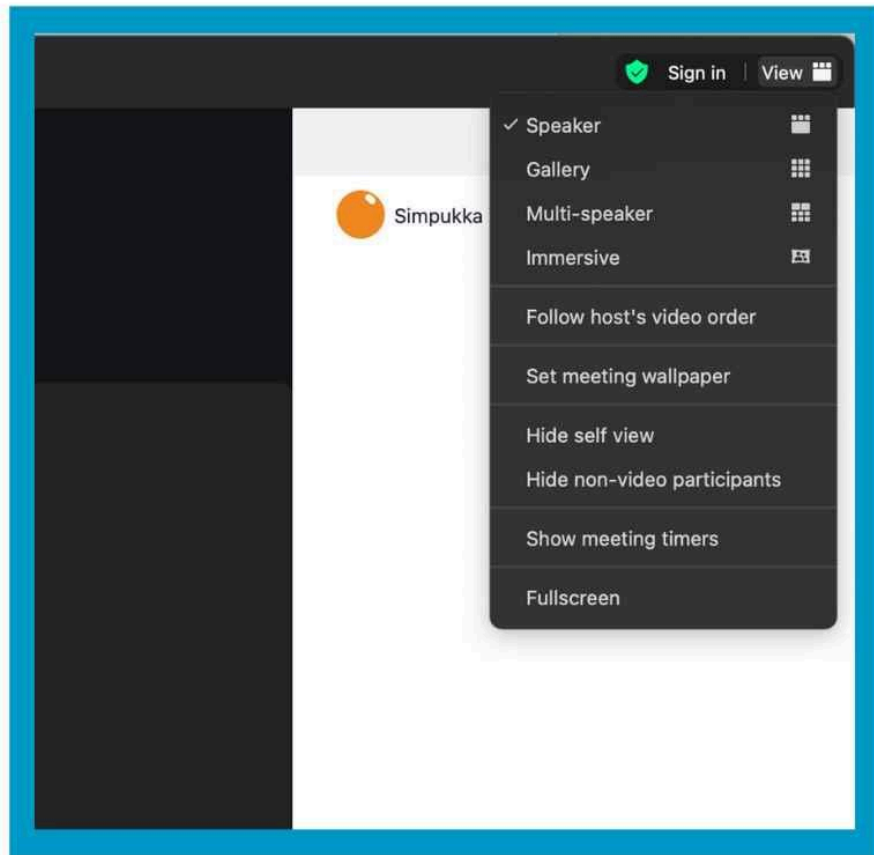 Sign in
View
Speaker
Gallery
Simpukka
Multi-speaker
Immersive
Follow host's video order
Set meeting wallpaper
Hide self view
Hide non-video participants
Show meeting timers
Fullscreen